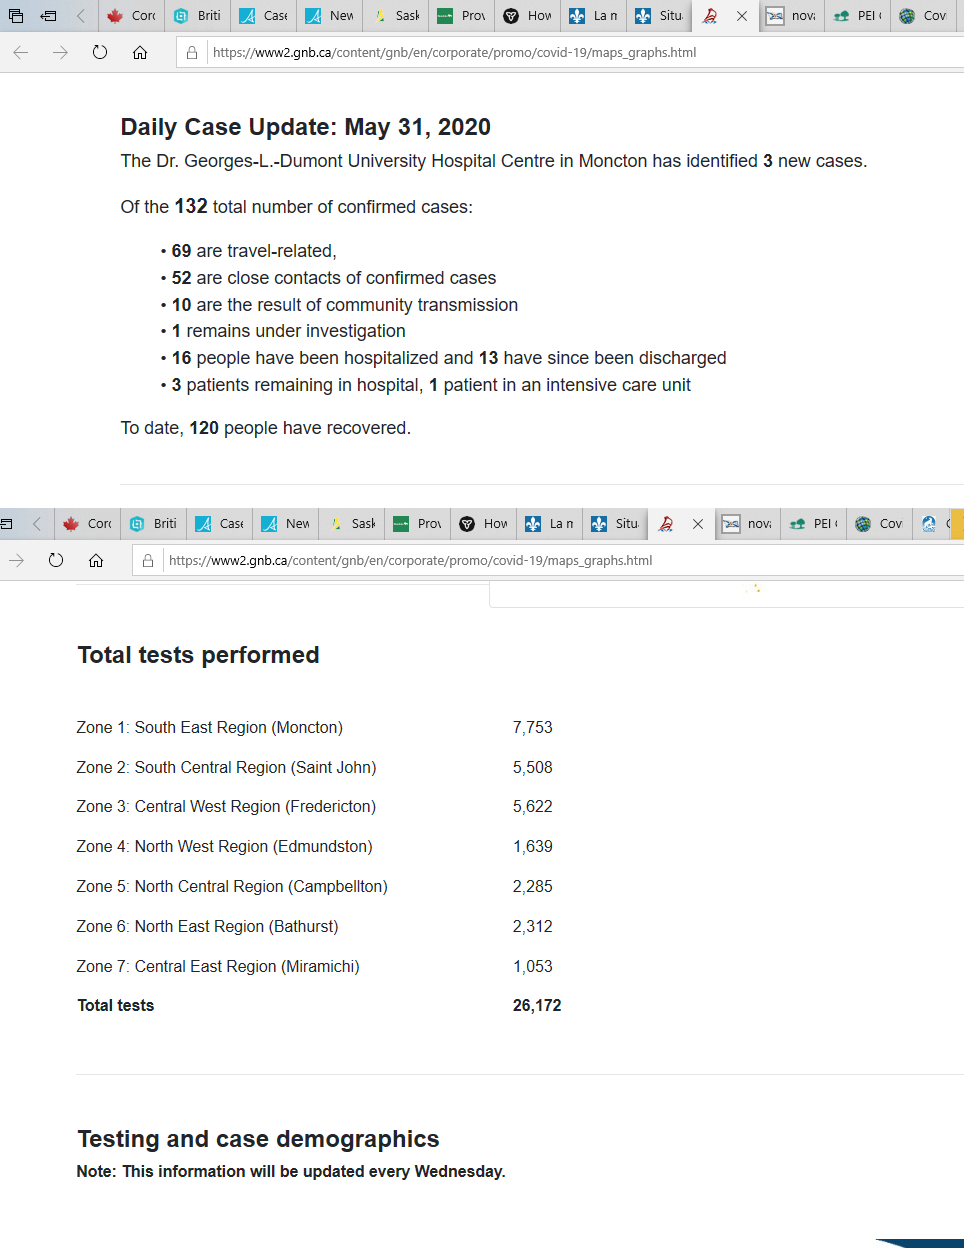 Corc
Briti
Case
New
Sask
Prov
How
La m
Situ
nova
PEI
Cov
https://www2.gnb.ca/content/gnb/en/corporate/promo/covid-19/maps_graphs.html
Daily Case Update: May 31, 2020
The Dr. Georges-L.-Dumont University Hospital Centre in Moncton has identified 3 new cases.
Of the 132 total number of confirmed cases:
• 69 are travel-related,
• 52 are close contacts of confirmed cases
• 10 are the result of community transmission
• 1 remains under investigation
• 16 people have been hospitalized and 13 have since been discharged
• 3 patients remaining in hospital, 1 patient in an intensive care unit
To date, 120 people have recovered.
Corc
Briti
Case
New
Sask
Prov
How
La m
Situ
nova
PEI
Cov
https://www2.gnb.ca/content/gnb/en/corporate/promo/covid-19/maps_graphs.html
Total tests performed
Zone 1: South East Region (Moncton) 7,753
Zone 2: South Central Region (Saint John) 5,508
Zone 3: Central West Region (Fredericton) 5,622
Zone 4: North West Region (Edmundston) 1,639
Zone 5: North Central Region (Campbellton) 2,285
Zone 6: North East Region (Bathurst) 2,312
Zone 7: Central East Region (Miramichi) 1,053
Total tests 26,172
Testing and case demographics
Note: This information will be updated every Wednesday.